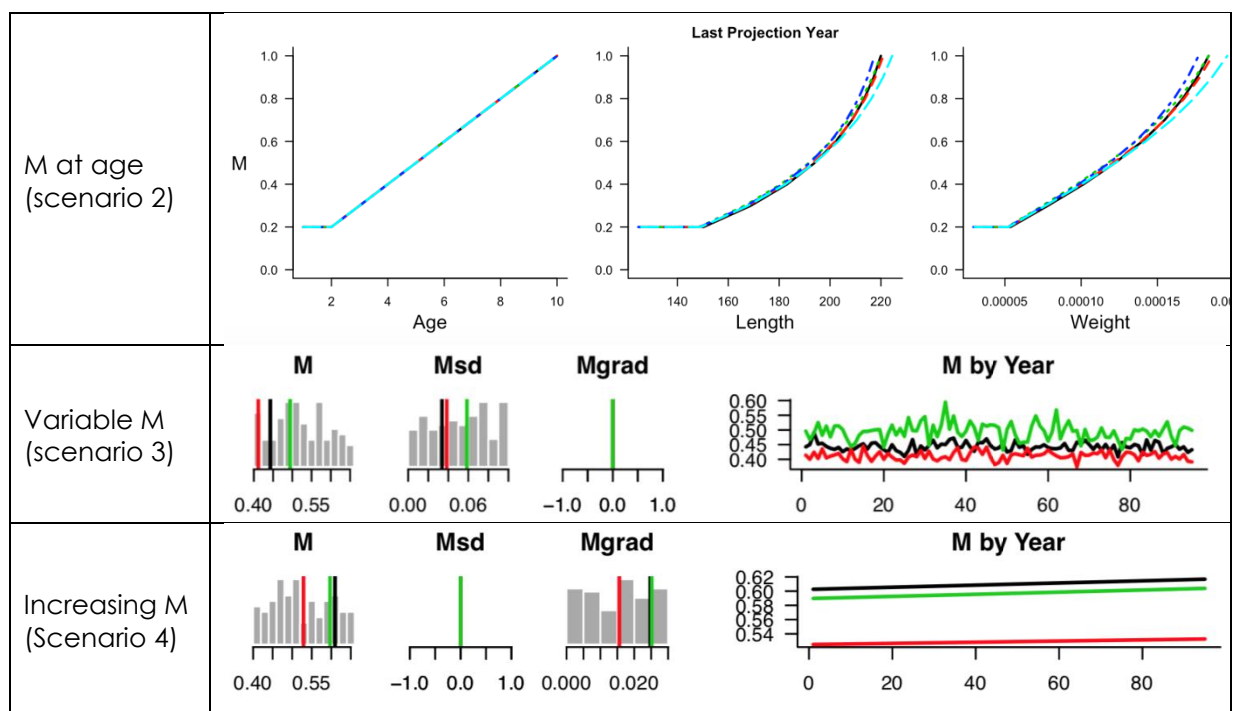 M at age
(scenario 2)
Last Projection Year
M
1.0
0.8
0.6
0.4
0.2
0.0
2 4 6 8 10
Age
1.0
0.8
0.6
0.4
0.2
0.0
140 160 180 200 220
Length
1.0
0.8
0.6
0.4
0.2
0.0
0.00005 0.00010 0.00015
Weight
Variable M
(scenario 3)
M Msd Mgrad M by Year
0.40 0.55
0.00 0.06
−1.0 0.0 1.0
0.60
0.55
0.50
0.45
0.40
0 20 40 60 80
Increasing M
(Scenario 4)
M Msd Mgrad M by Year
0.40 0.55
−1.0 0.0 1.0
0.000 0.020
0.62
0.60
0.58
0.56
0.54
0 20 40 60 80